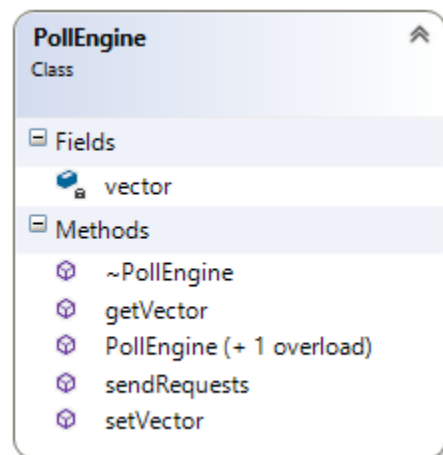 PollEngine
Class
Fields
vector
Methods
~PollEngine
getVector
PollEngine (+ 1 overload)
sendRequests
setVector